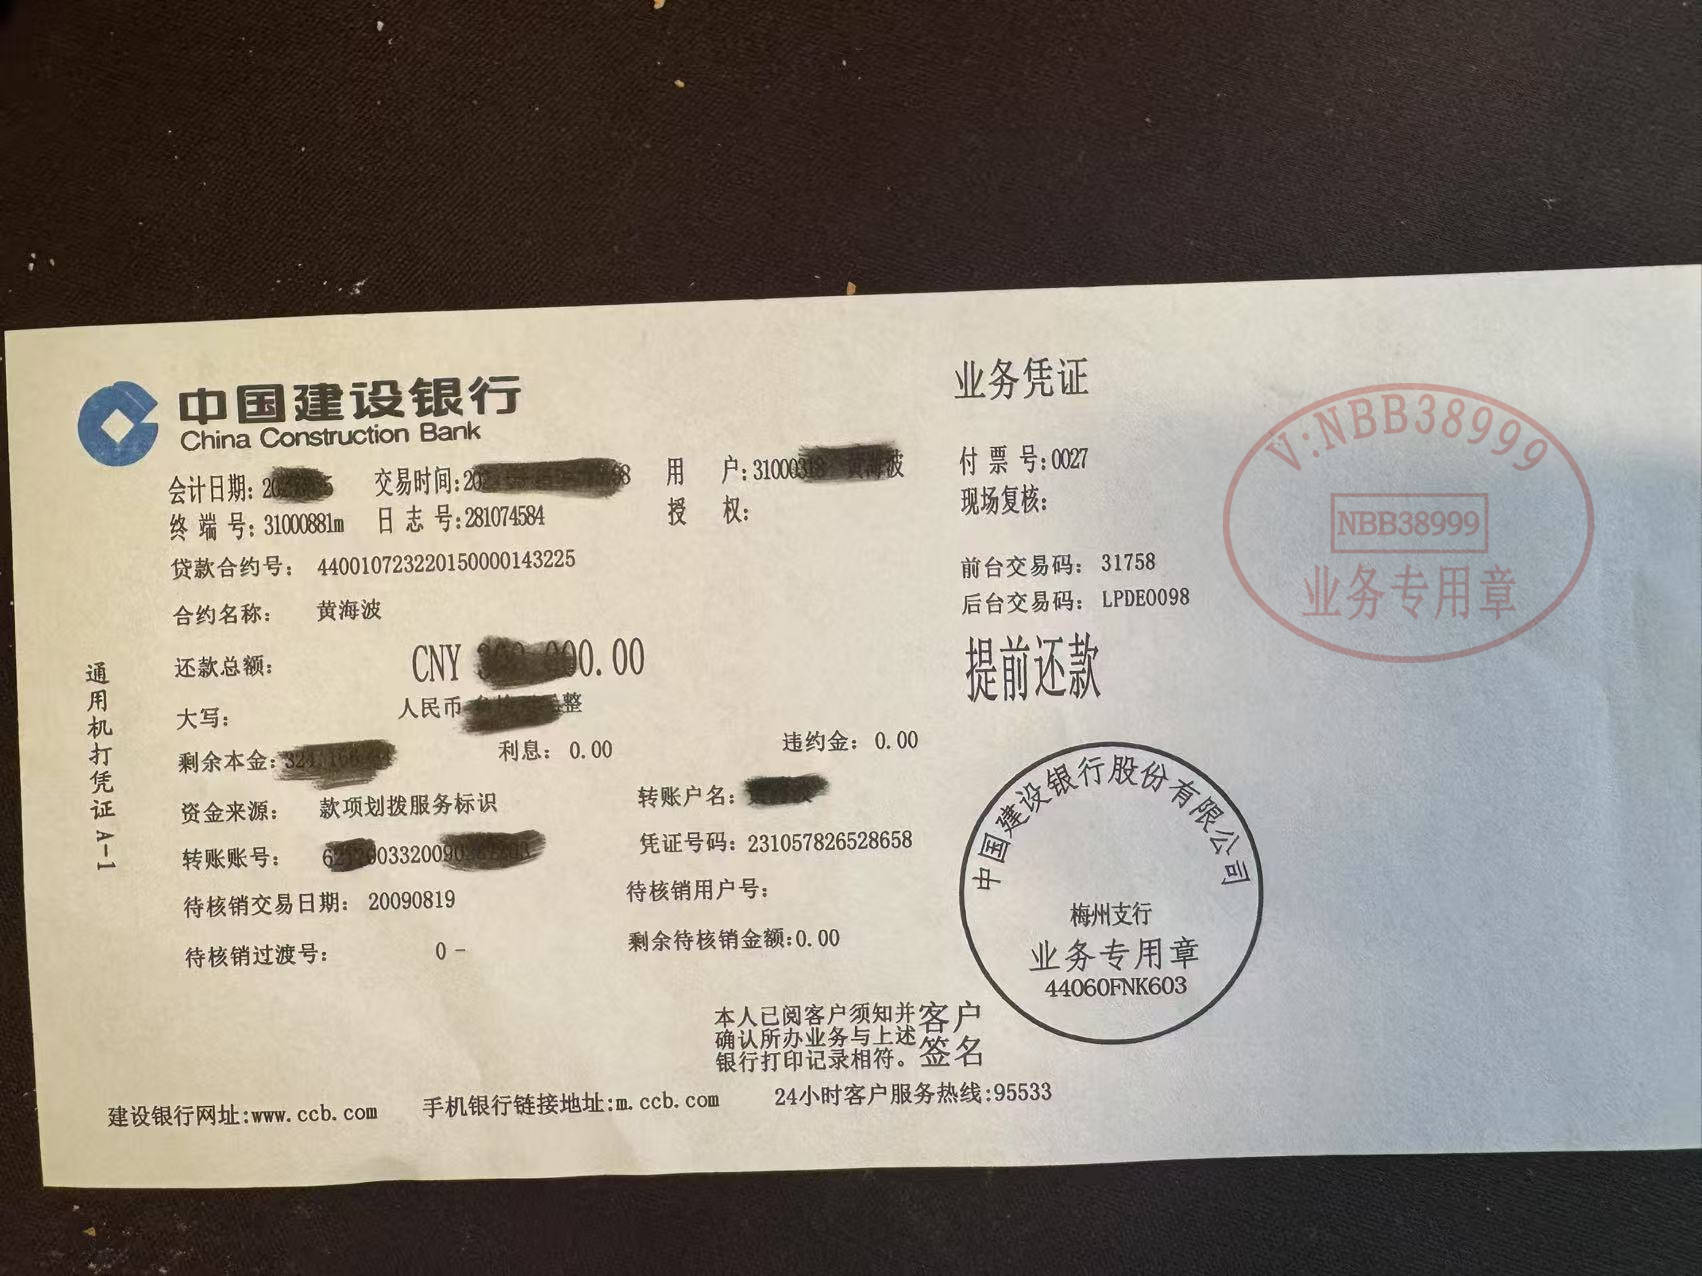 中国建设银行
China Construction Bank
业务凭证
会计日期: 交易时间: 用 户:31000318 黄海波 付 票 号:0027
终 端 号:31000881m 日 志 号:281074584 授 权: 现场复核:
贷款合约号: 440010723220150000143225 前台交易码: 31758
合约名称: 黄海波 后台交易码: LPDE0098
还款总额: CNY 0.00 提前还款
大写: 人民币 整
剩余本金: 利息: 0.00 违约金: 0.00
资金来源: 款项划拨服务标识 转账户名:
转账账号: 0033200 凭证号码: 231057826528658
待核销交易日期: 20090819 待核销用户号:
待核销过渡号: 0 - 剩余待核销金额:0.00
本人已阅客户须知并
确认所办业务与上述
银行打印记录相符。
客户
签名
建设银行网址:www.ccb.com 手机银行链接地址:m.ccb.com 24小时客户服务热线:95533
通用机打凭证 A-1
V:NBB38999
NBB38999
业务专用章
中国建设银行股份有限公司
梅州支行
业务专用章
44060FNK603